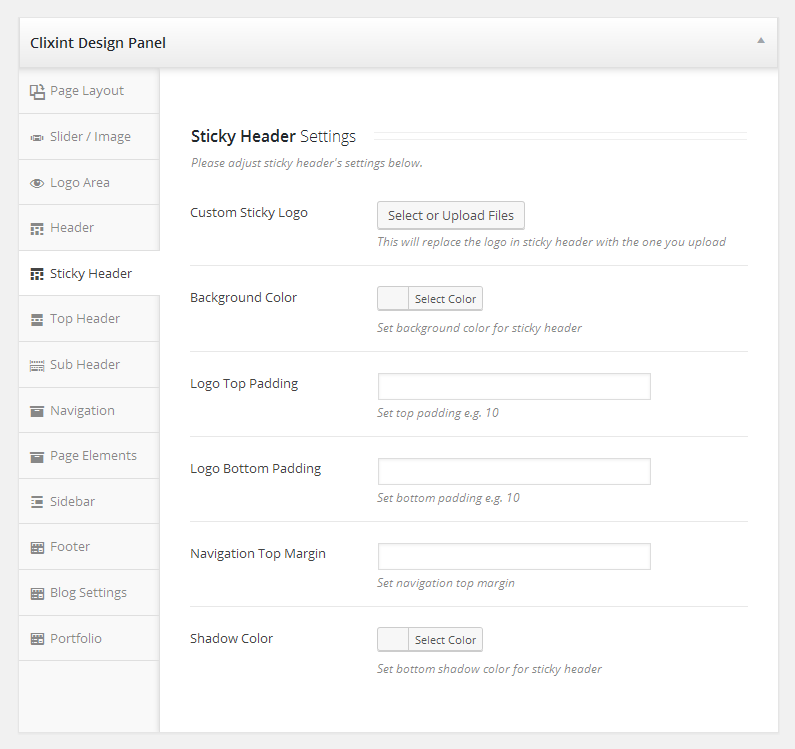 Clixint Design Panel
Page Layout
Slider / Image
Logo Area
Header
Sticky Header
Top Header
Sub Header
Navigation
Page Elements
Sidebar
Footer
Blog Settings
Portfolio
Sticky Header Settings
Please adjust sticky header's settings below.
Custom Sticky Logo
Select or Upload Files
This will replace the logo in sticky header with the one you upload
Background Color
Select Color
Set background color for sticky header
Logo Top Padding
Set top padding e.g. 10
Logo Bottom Padding
Set bottom padding e.g. 10
Navigation Top Margin
Set navigation top margin
Shadow Color
Select Color
Set bottom shadow color for sticky header